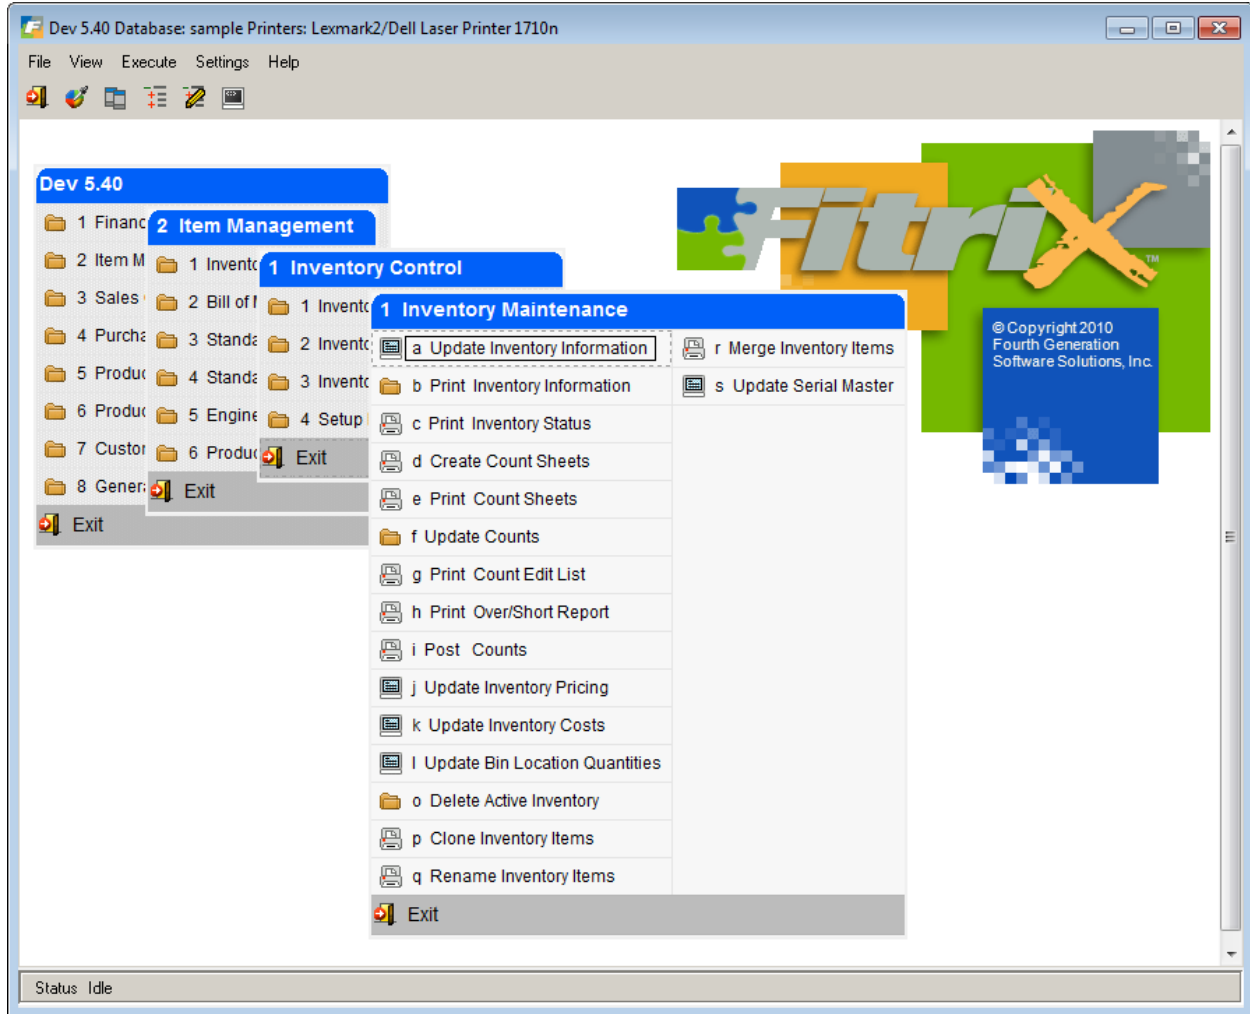 Dev 5.40 Database: sample Printers: Lexmark2/Dell Laser Printer 1710n
File View Execute Settings Help
Dev 5.40
1 Financ
2 Item M
3 Sales
4 Purcha
5 Produc
6 Produc
7 Custor
8 Genera
Exit
2 Item Management
1 Invento
2 Bill of
3 Standa
4 Standa
5 Engine
6 Produc
Exit
1 Inventory Control
1 Invento
2 Invento
3 Invento
4 Setup
Exit
1 Inventory Maintenance
a Update Inventory Information
b Print Inventory Information
c Print Inventory Status
d Create Count Sheets
e Print Count Sheets
f Update Counts
g Print Count Edit List
h Print Over/Short Report
i Post Counts
j Update Inventory Pricing
k Update Inventory Costs
l Update Bin Location Quantities
o Delete Active Inventory
p Clone Inventory Items
q Rename Inventory Items
r Merge Inventory Items
s Update Serial Master
Exit
Fitrix
TM
© Copyright 2010
Fourth Generation
Software Solutions, Inc.
Status Idle